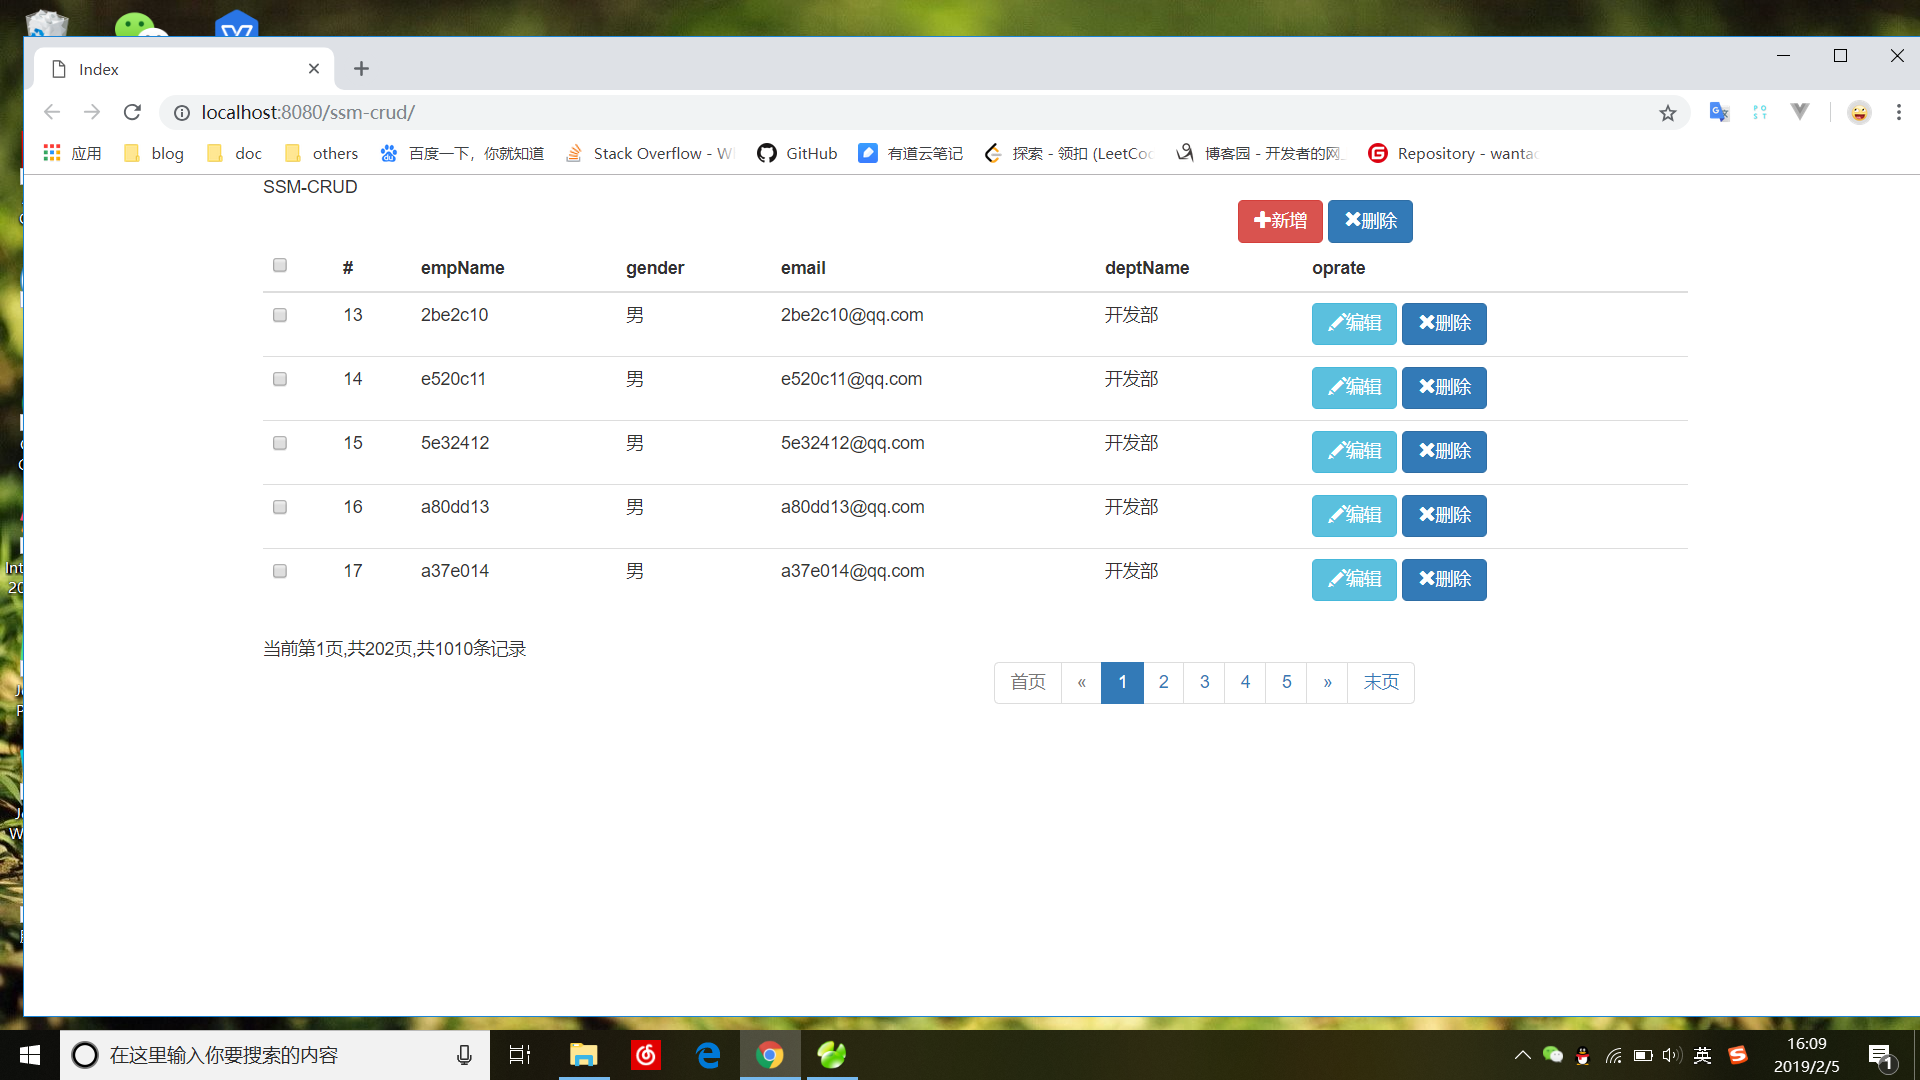 Index
localhost:8080/ssm-crud/
应用 blog doc others 百度一下，你就知道 Stack Overflow - W GitHub 有道云笔记 探索 - 领扣 (LeetCo 博客园 - 开发者的网 Repository - wanta
SSM-CRUD
新增 删除
# empName gender email deptName oprate
13 2be2c10 男 2be2c10@qq.com 开发部 编辑 删除
14 e520c11 男 e520c11@qq.com 开发部 编辑 删除
15 5e32412 男 5e32412@qq.com 开发部 编辑 删除
16 a80dd13 男 a80dd13@qq.com 开发部 编辑 删除
17 a37e014 男 a37e014@qq.com 开发部 编辑 删除
当前第1页,共202页,共1010条记录
首页 « 1 2 3 4 5 » 末页
在这里输入你要搜索的内容
英
16:09
2019/2/5
1